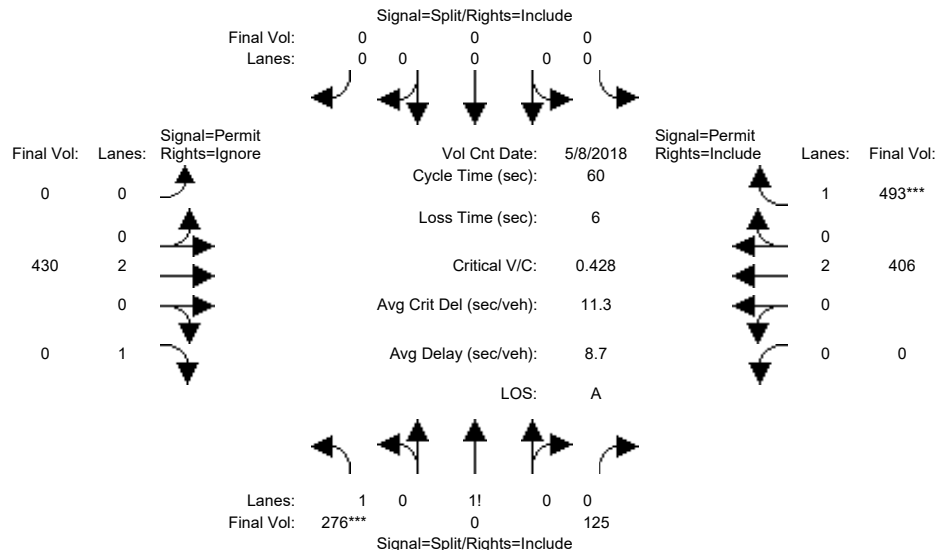 Signal=Split/Rights=Include
Final Vol: 0 0 0
Lanes: 0 0 0 0 0
Signal=Permit
Final Vol: Lanes: Rights=Ignore
Vol Cnt Date: 5/8/2018
Signal=Permit
Rights=Include Lanes: Final Vol:
Cycle Time (sec): 60
0 0
1 493***
Loss Time (sec): 6
0
0
430 2
Critical V/C: 0.428
2 406
0
Avg Crit Del (sec/veh): 11.3
0
0 1
Avg Delay (sec/veh): 8.7
0 0
LOS: A
Lanes: 1 0 1! 0 0
Final Vol: 276*** 0 125
Signal=Split/Rights=Include